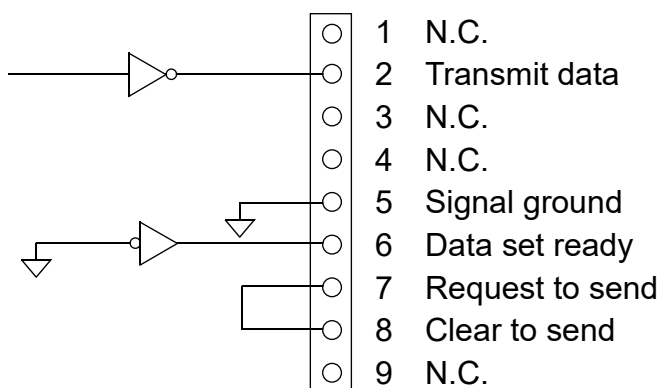 1 N.C.
2 Transmit data
3 N.C.
4 N.C.
5 Signal ground
6 Data set ready
7 Request to send
8 Clear to send
9 N.C.